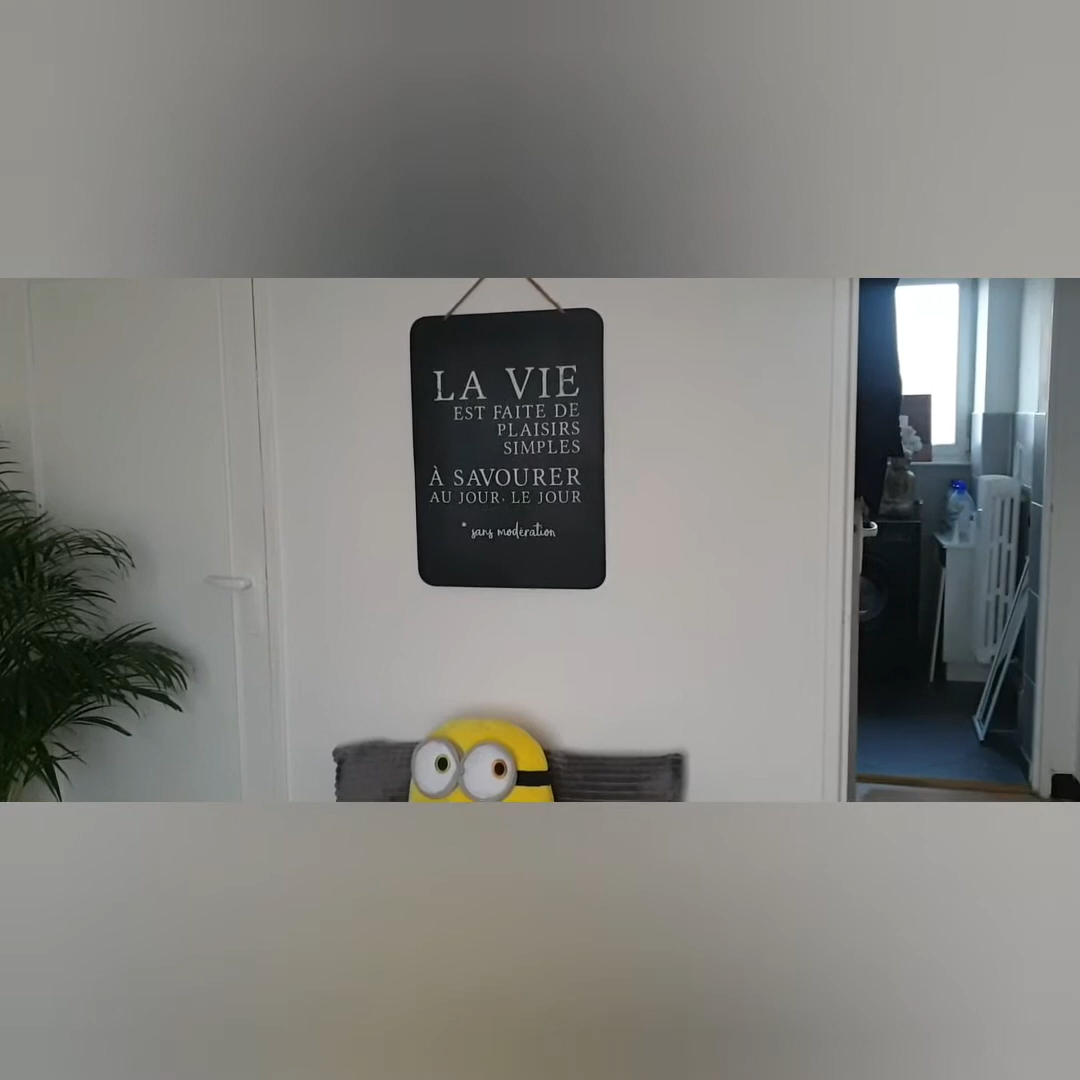 LA VIE
EST FAITE DE
PLAISIRS
SIMPLES
À SAVOURER
AU JOUR LE JOUR
*sans modération